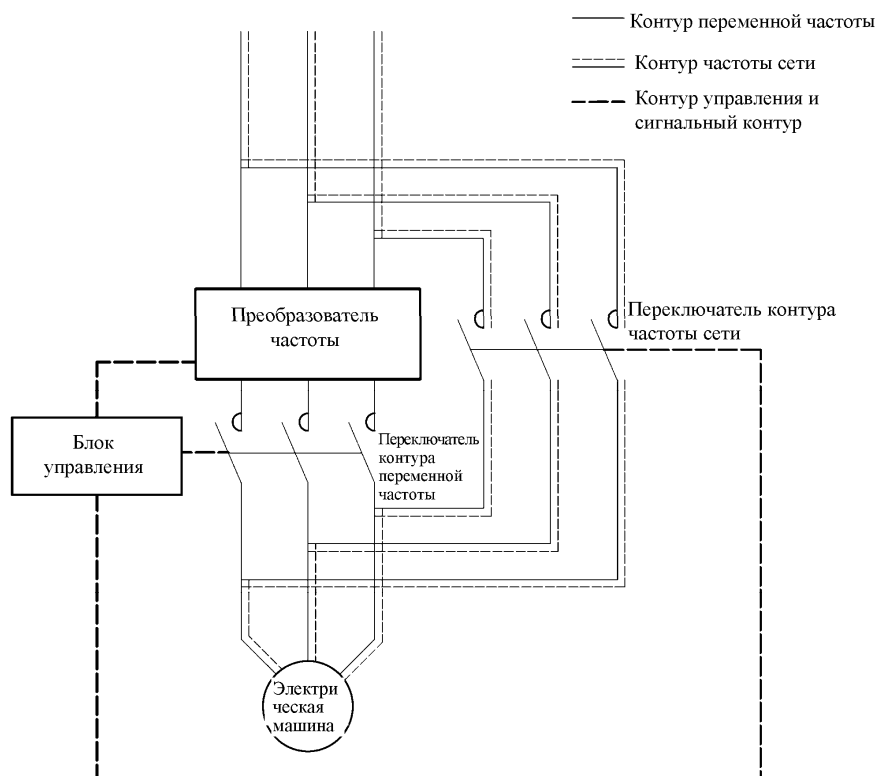 Контур переменной частоты
Контур частоты сети
Контур управления и
сигнальный контур
Преобразователь
частоты
Переключатель контура
частоты сети
Блок
управления
Переключатель
контура
переменной
частоты
Электри
ческая
машина